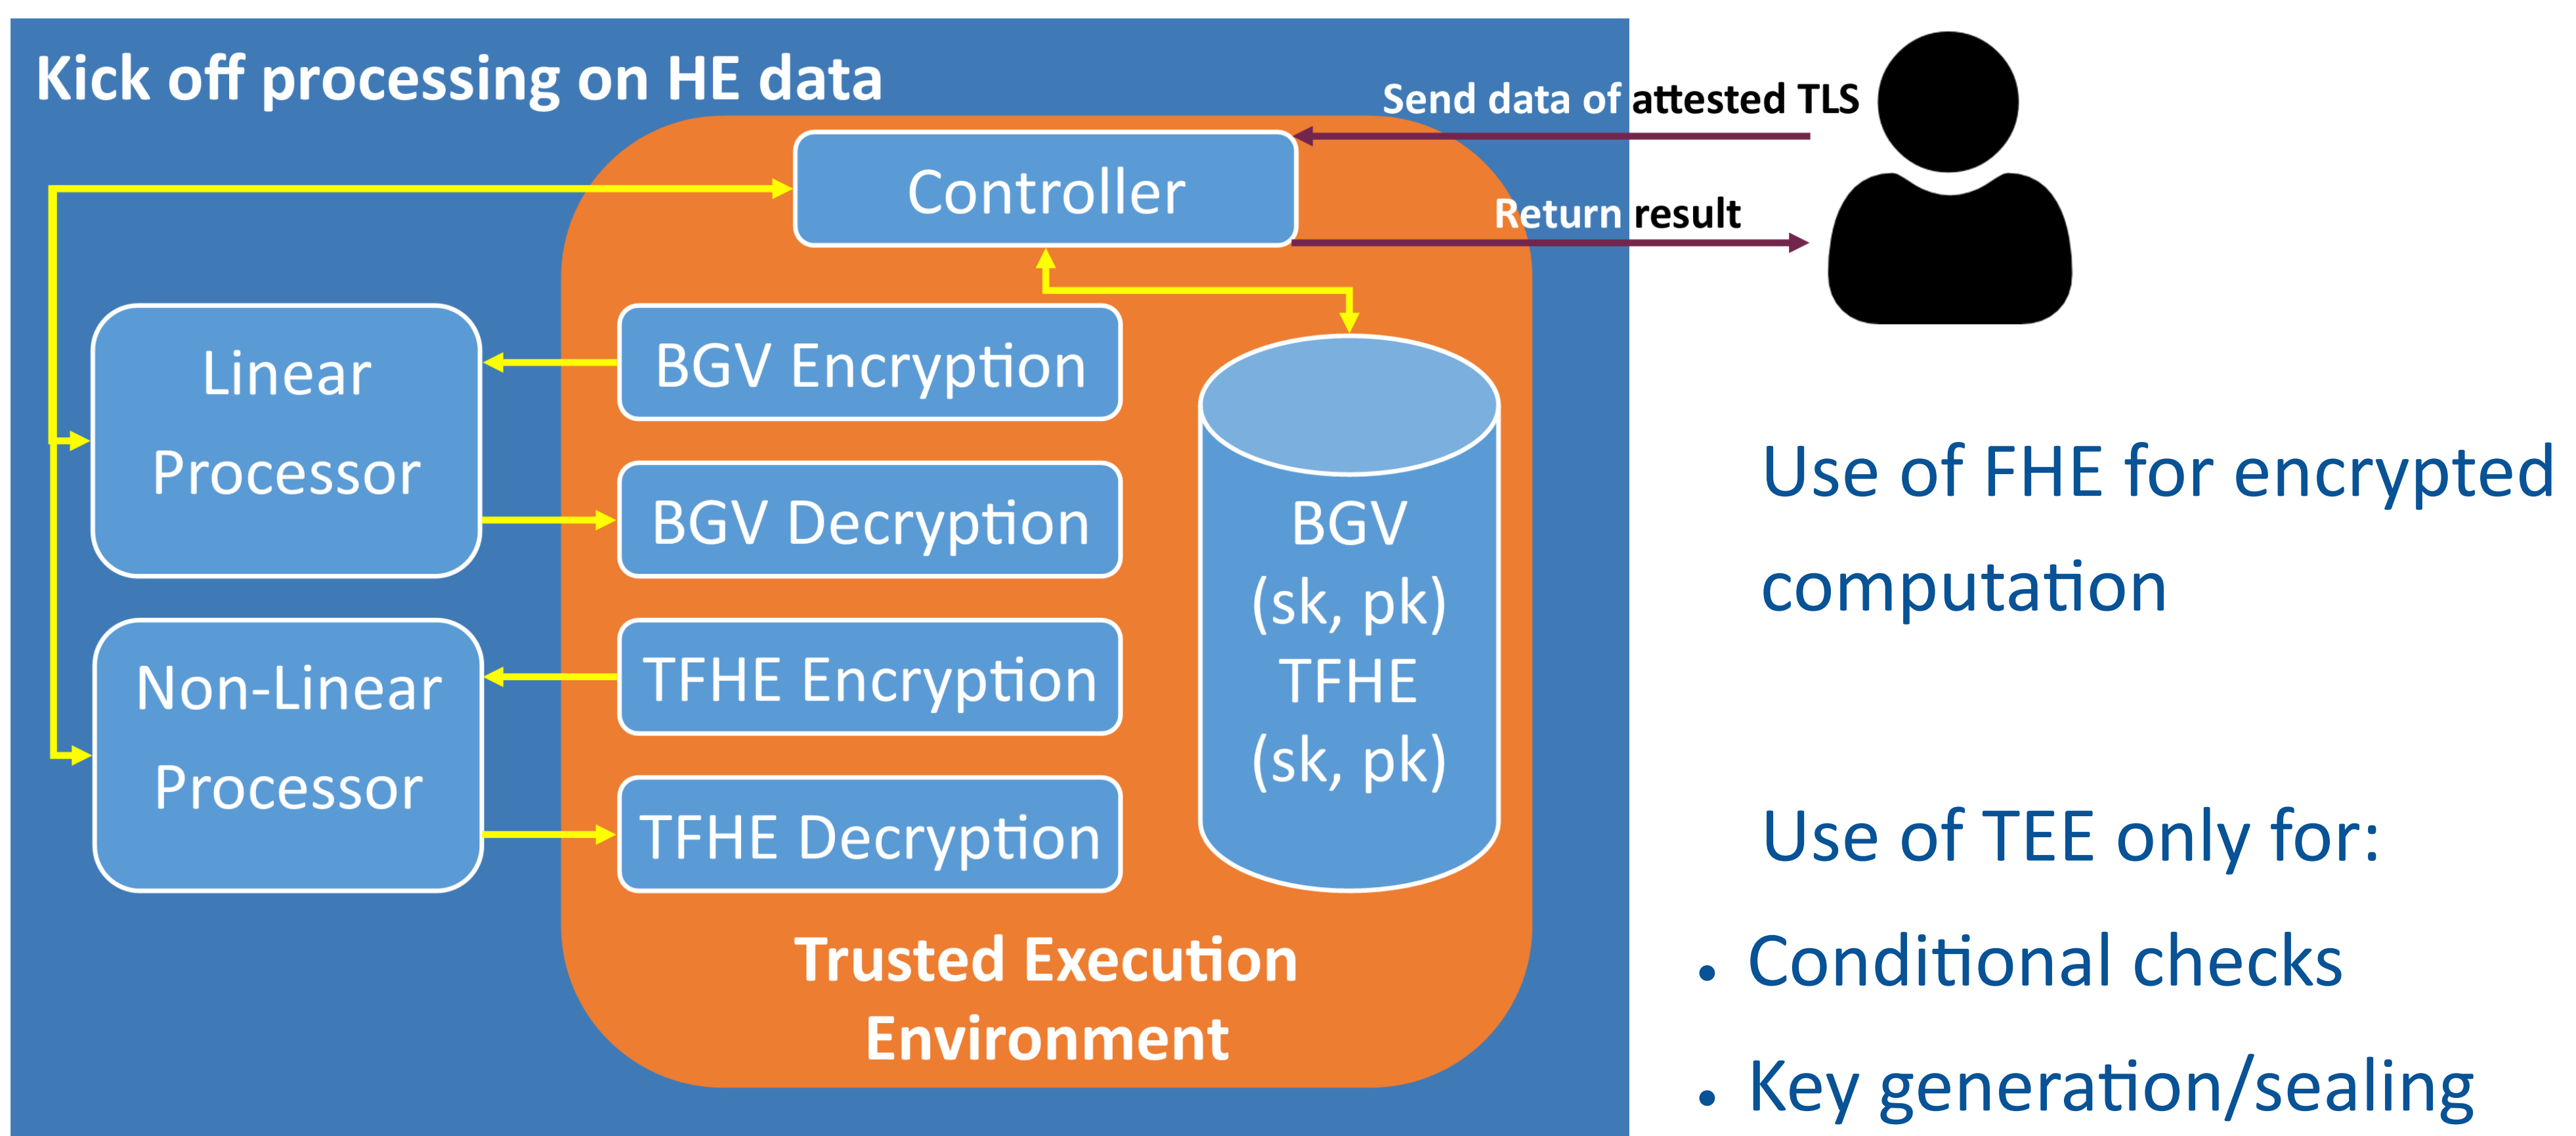 Kick off processing on HE data
Send data of attested TLS
Controller
Return result
Linear
Processor
BGV Encryption
BGV Decryption
Non-Linear
Processor
TFHE Encryption
TFHE Decryption
BGV
(sk, pk)
TFHE
(sk, pk)
Trusted Execution
Environment
Use of FHE for encrypted
computation
Use of TEE only for:
• Conditional checks
• Key generation/sealing